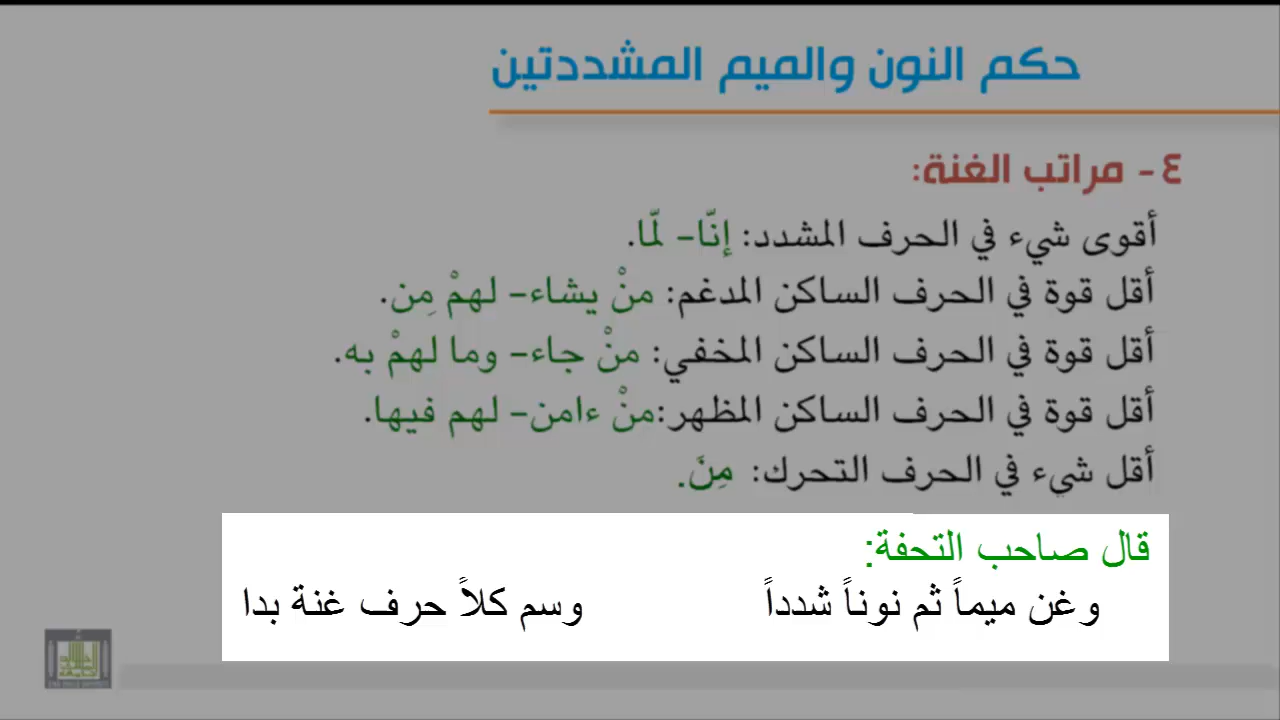 حكم النون والميم المشددتين
٤- مراتب الغنة:
أقوى شيء في الحرف المشدد: إنّا- لمّا.
أقل قوة في الحرف الساكن المدغم: منْ يشاء- لهمْ مِن.
أقل قوة في الحرف الساكن المخفي: منْ جاء- وما لهمْ به.
أقل قوة في الحرف الساكن المظهر:منْ ءامن- لهم فيها.
أقل شيء في الحرف التحرك: مِنَ.
قال صاحب التحفة:
وغن ميماً ثم نوناً شدداً وسم كلاً حرف غنة بدا